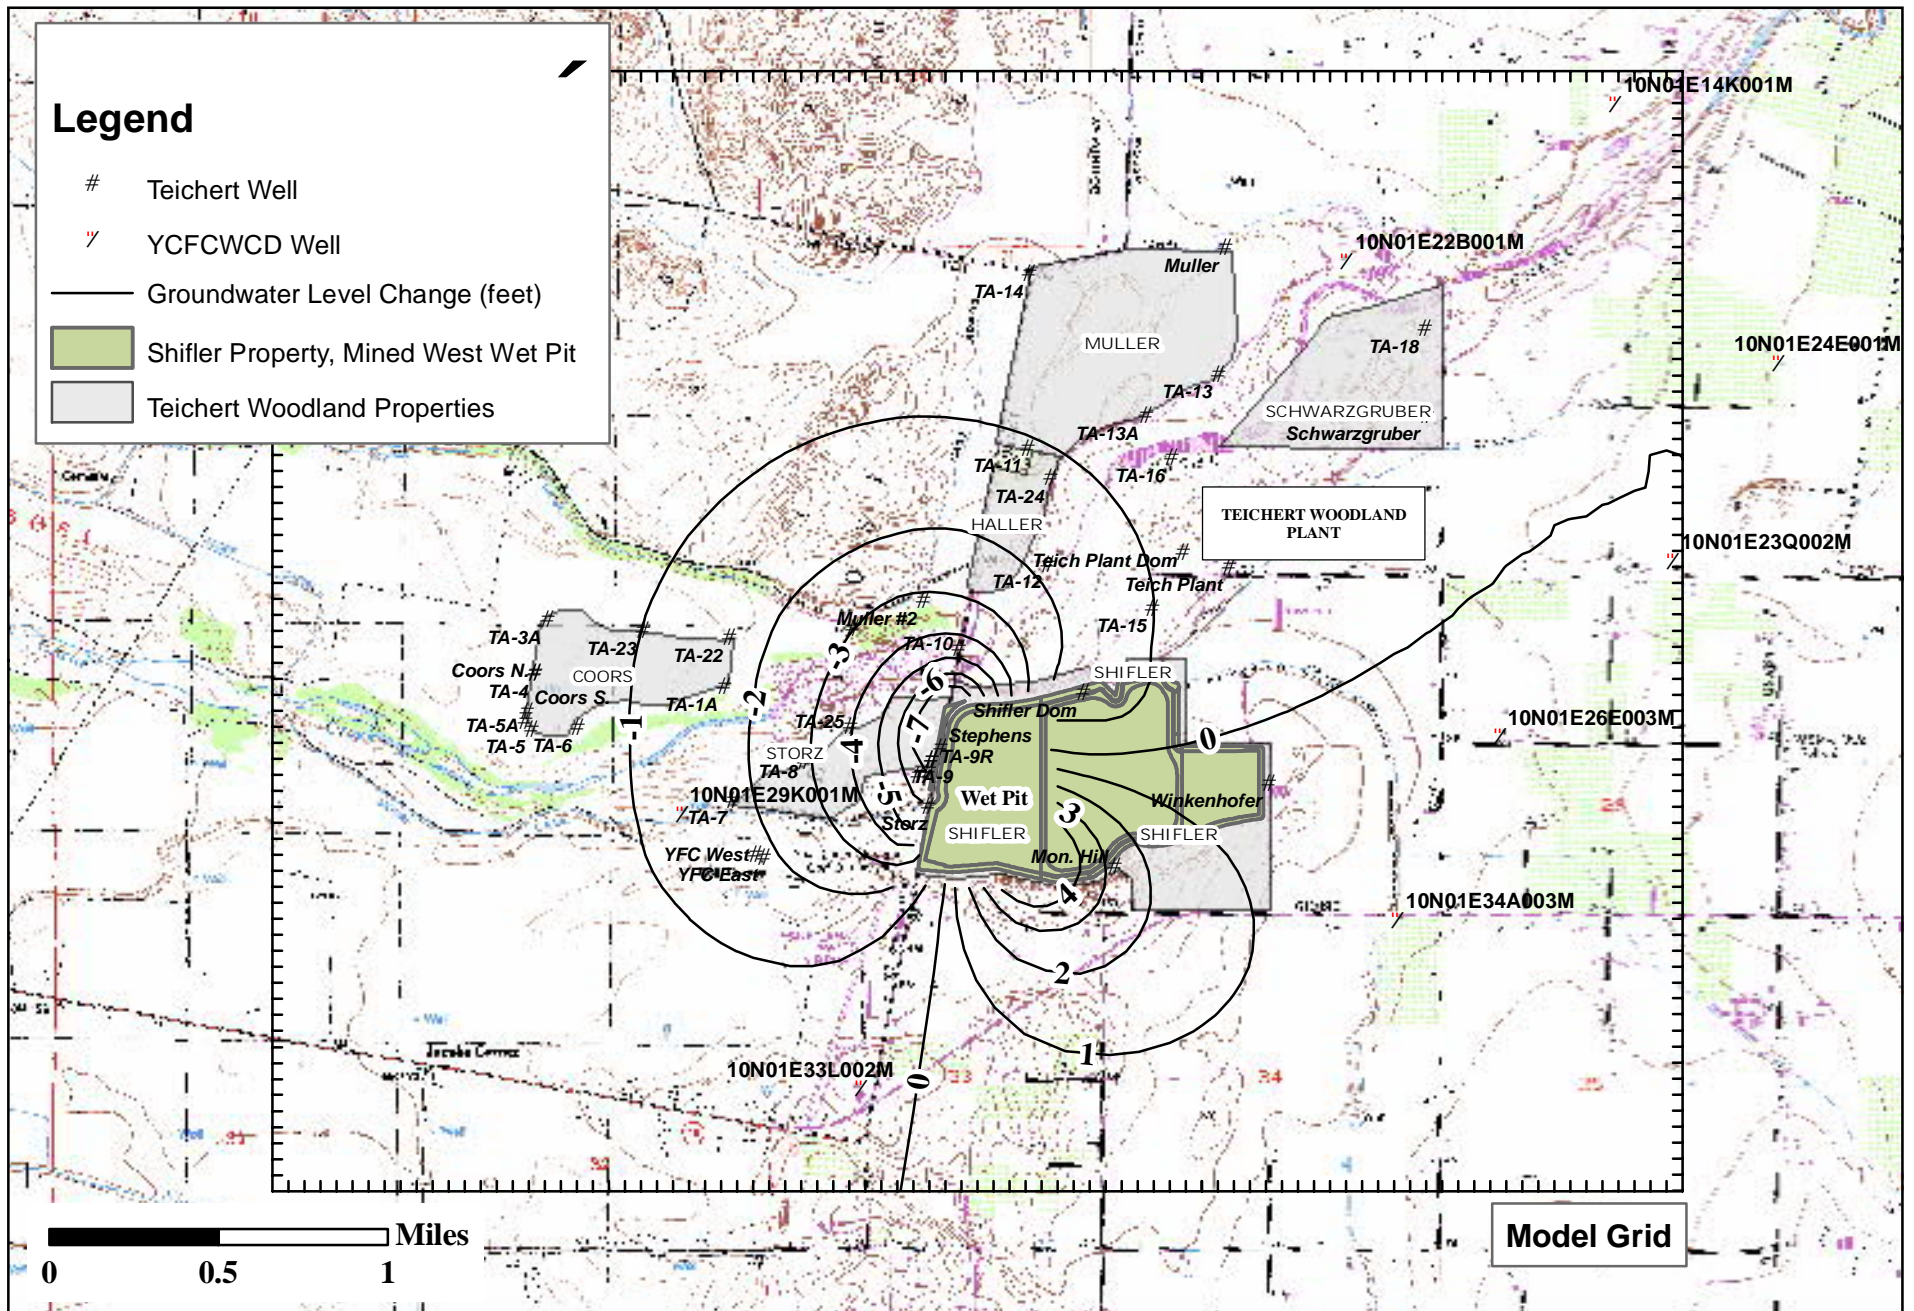 Legend
Teichert Well
YCFCWCD Well
Groundwater Level Change (feet)
Shifler Property, Mined West Wet Pit
Teichert Woodland Properties
10N01E14K001M
10N01E22B001M
Muller
TA-14
MULLER
TA-18
10N01E24E001M
TA-13
SCHWARZGRUBER
Schwarzgruber
TA-13A
TA-11
TA-16
TA-24
HALLER
TEICHERT WOODLAND
PLANT
10N01E23Q002M
Teich Plant Dom
TA-12
Teich Plant
Muller #2
TA-15
TA-3A
TA-23
TA-22
TA-10
-3
Coors N.
COORS
TA-4
Coors S.
TA-1A
-6
SHIFLER
-2
-1
TA-5A
TA-5
TA-6
TA-25
-7
Shifler Dom
Stephens
10N01E26E003M
0
STORZ
-4
TA-8
TA-9R
TA-9
10N01E29K001M
TA-7
-5
Wet Pit
Winkenhofer
3
24
Storz
SHIFLER
SHIFLER
YFC West
Mon. Hill
YFC East
4
10N01E34A003M
2
1
10N01E33L002M
0
33
34
35
31
32
Miles
0
0.5
1
Model Grid